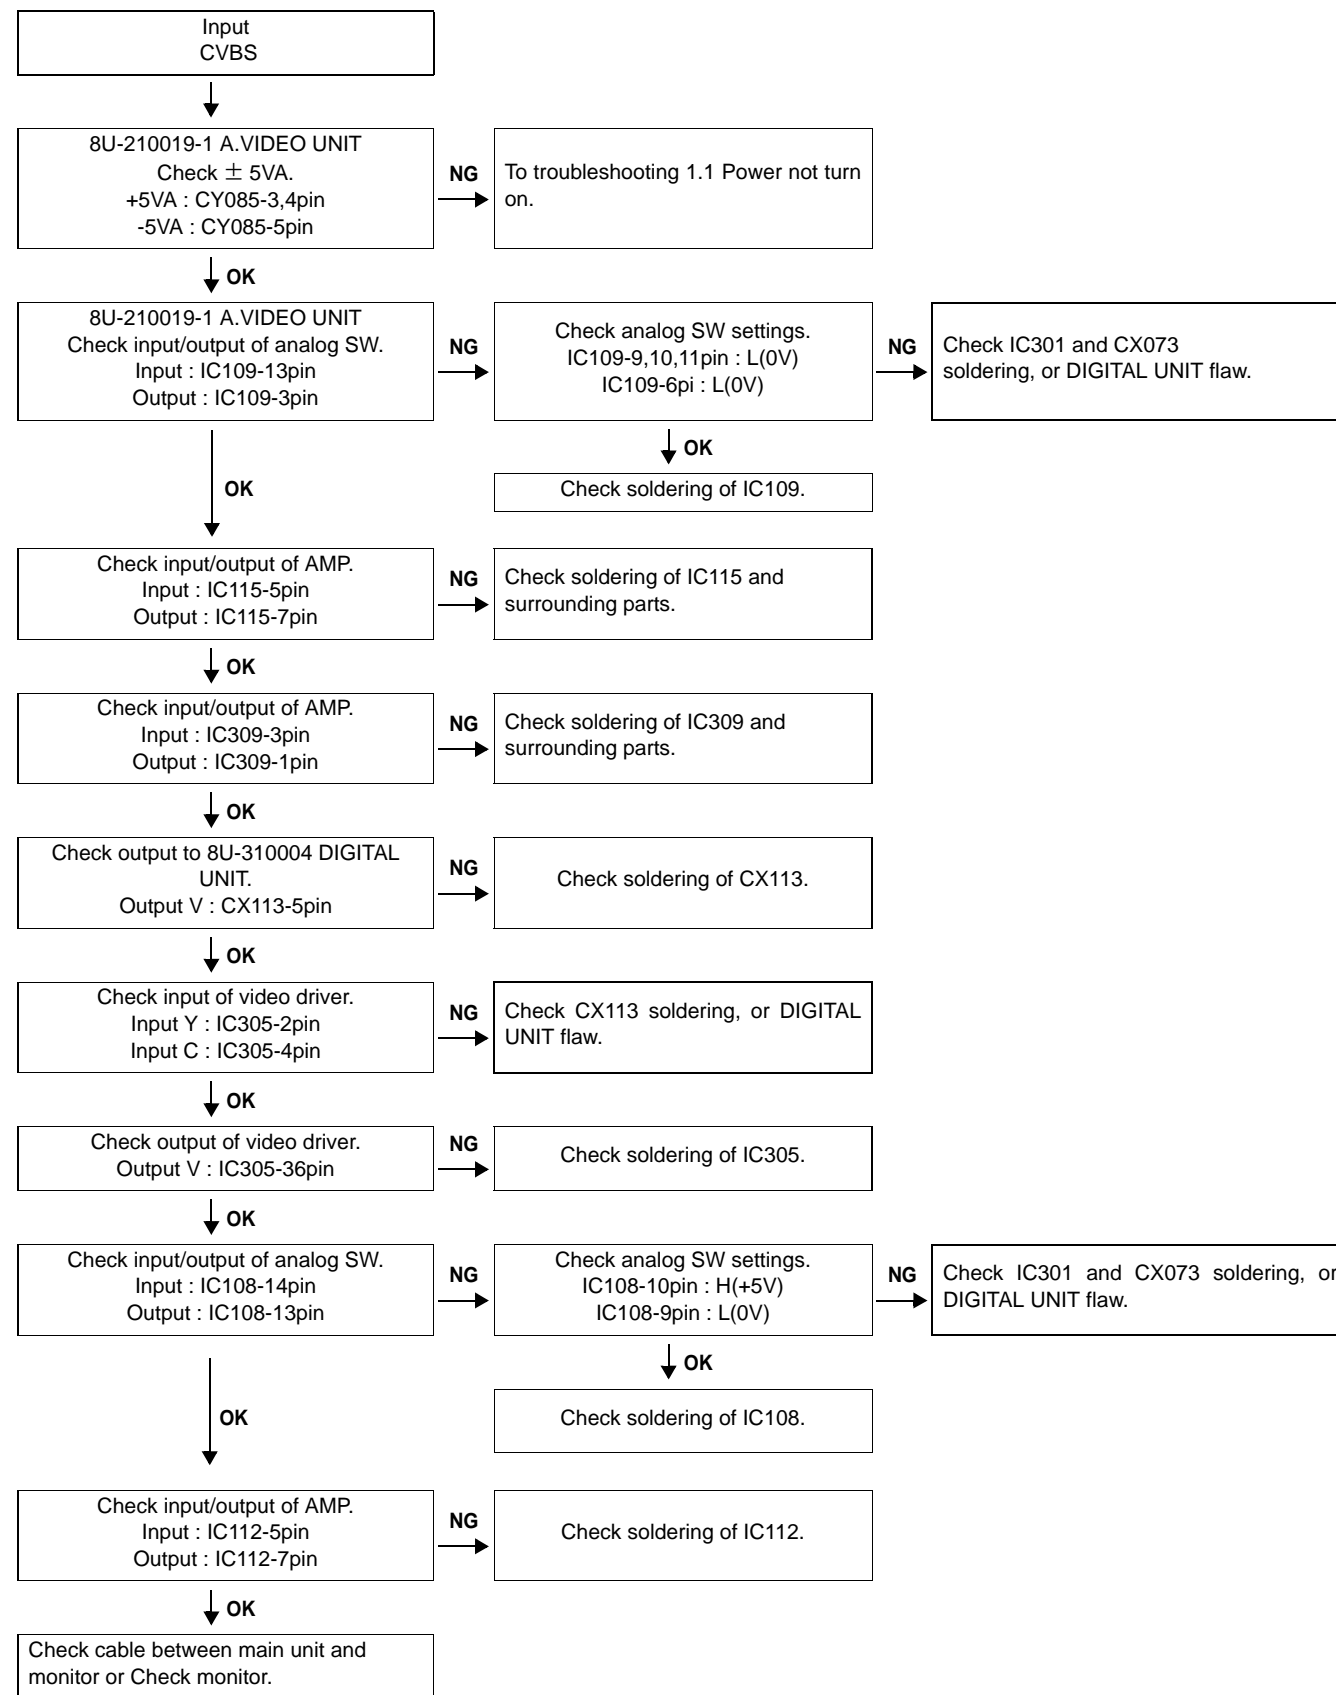 Input
CVBS
8U-210019-1 A.VIDEO UNIT
Check ± 5VA.
+5VA : CY085-3,4pin
-5VA : CY085-5pin
NG
To troubleshooting 1.1 Power not turn
on.
OK
8U-210019-1 A.VIDEO UNIT
Check input/output of analog SW.
Input : IC109-13pin
Output : IC109-3pin
NG
Check analog SW settings.
IC109-9,10,11pin : L(0V)
IC109-6pi : L(0V)
NG
Check IC301 and CX073
soldering, or DIGITAL UNIT flaw.
OK
Check soldering of IC109.
OK
Check input/output of AMP.
Input : IC115-5pin
Output : IC115-7pin
NG
Check soldering of IC115 and
surrounding parts.
OK
Check input/output of AMP.
Input : IC309-3pin
Output : IC309-1pin
NG
Check soldering of IC309 and
surrounding parts.
OK
Check output to 8U-310004 DIGITAL
UNIT.
Output V : CX113-5pin
NG
Check soldering of CX113.
OK
Check input of video driver.
Input Y : IC305-2pin
Input C : IC305-4pin
NG
Check CX113 soldering, or DIGITAL
UNIT flaw.
OK
Check output of video driver.
Output V : IC305-36pin
NG
Check soldering of IC305.
OK
Check input/output of analog SW.
Input : IC108-14pin
Output : IC108-13pin
NG
Check analog SW settings.
IC108-10pin : H(+5V)
IC108-9pin : L(0V)
NG
Check IC301 and CX073 soldering, or
DIGITAL UNIT flaw.
OK
Check soldering of IC108.
OK
Check input/output of AMP.
Input : IC112-5pin
Output : IC112-7pin
NG
Check soldering of IC112.
OK
Check cable between main unit and
monitor or Check monitor.